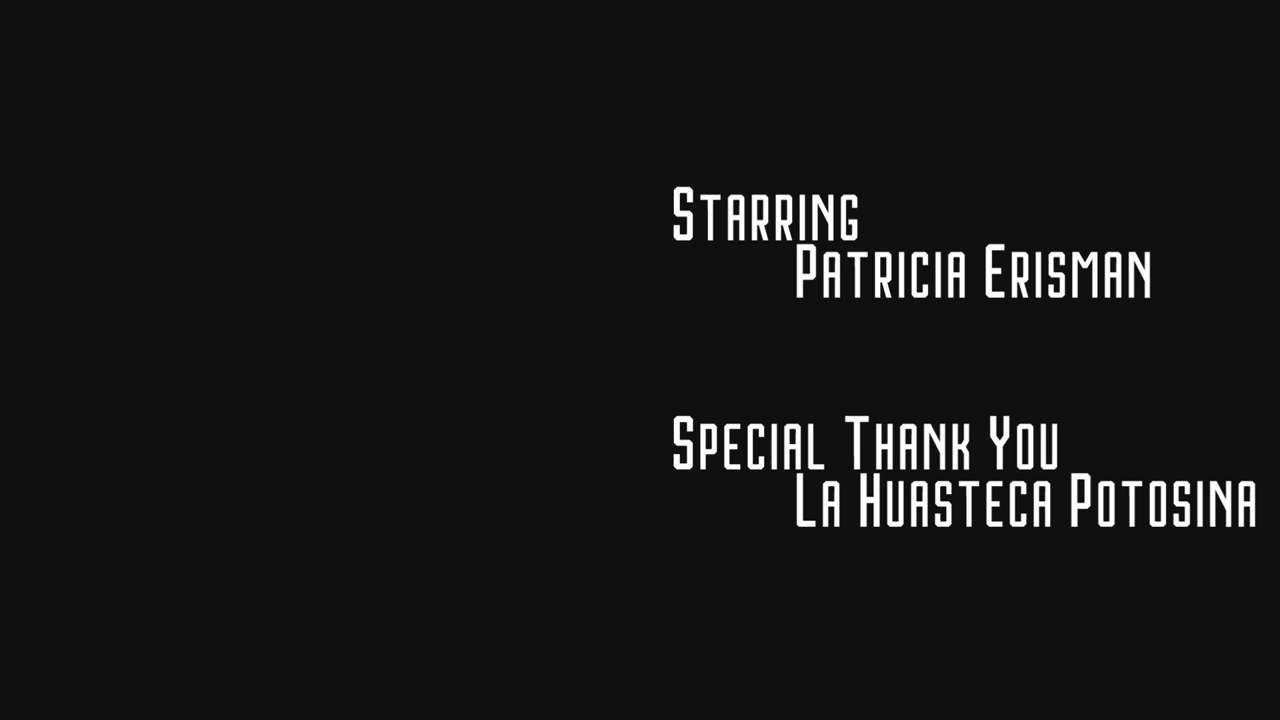 Starring
Patricia Erisman
Special Thank You
La Huasteca Potosina